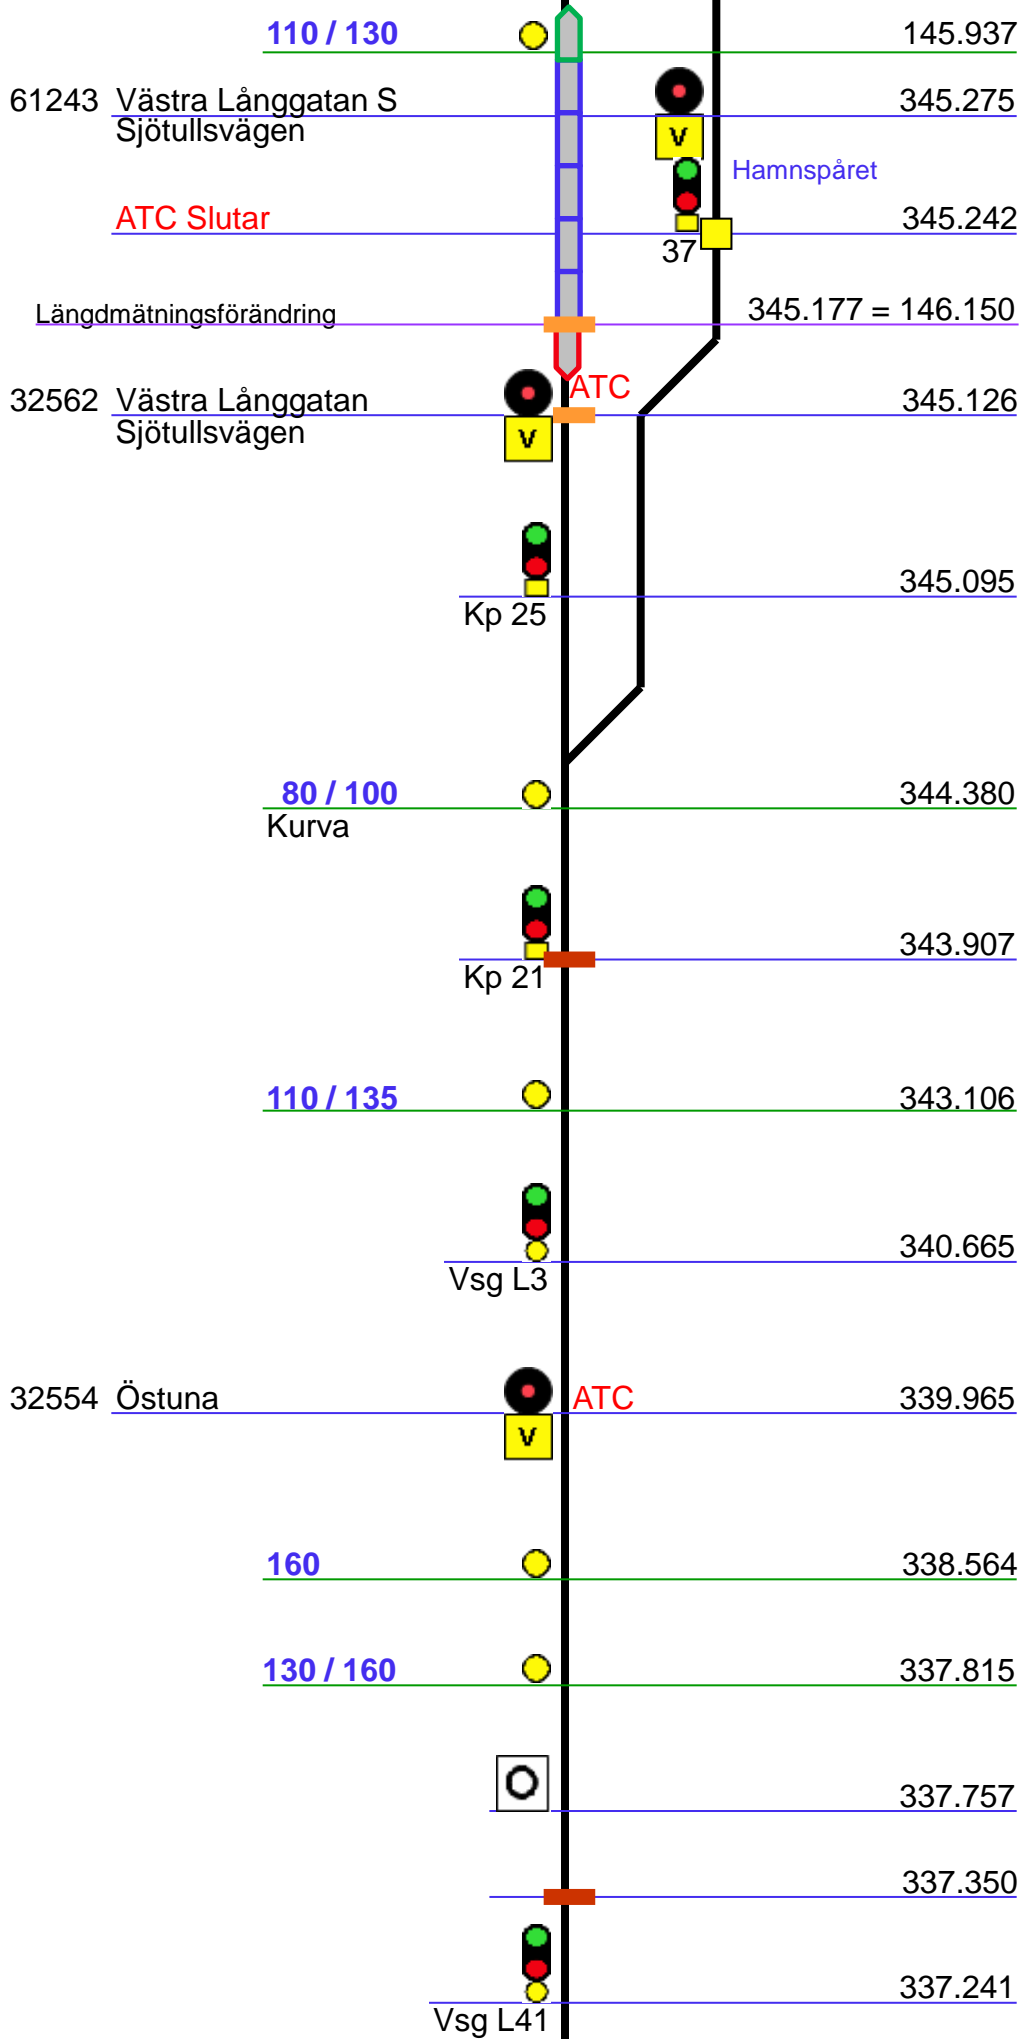 110 / 130 145.937
61243 Västra Långgatan S 345.275
Sjötullsvägen
V
Hamnspåret
ATC Slutar 345.242
37
Längdmätningsförändring 345.177 = 146.150
ATC
32562 Västra Långgatan 345.126
Sjötullsvägen
V
345.095
Kp 25
80 / 100 344.380
Kurva
343.907
Kp 21
110 / 135 343.106
340.665
Vsg L3
32554 Östuna ATC 339.965
V
160 338.564
130 / 160 337.815
O 337.757
337.350
337.241
Vsg L41